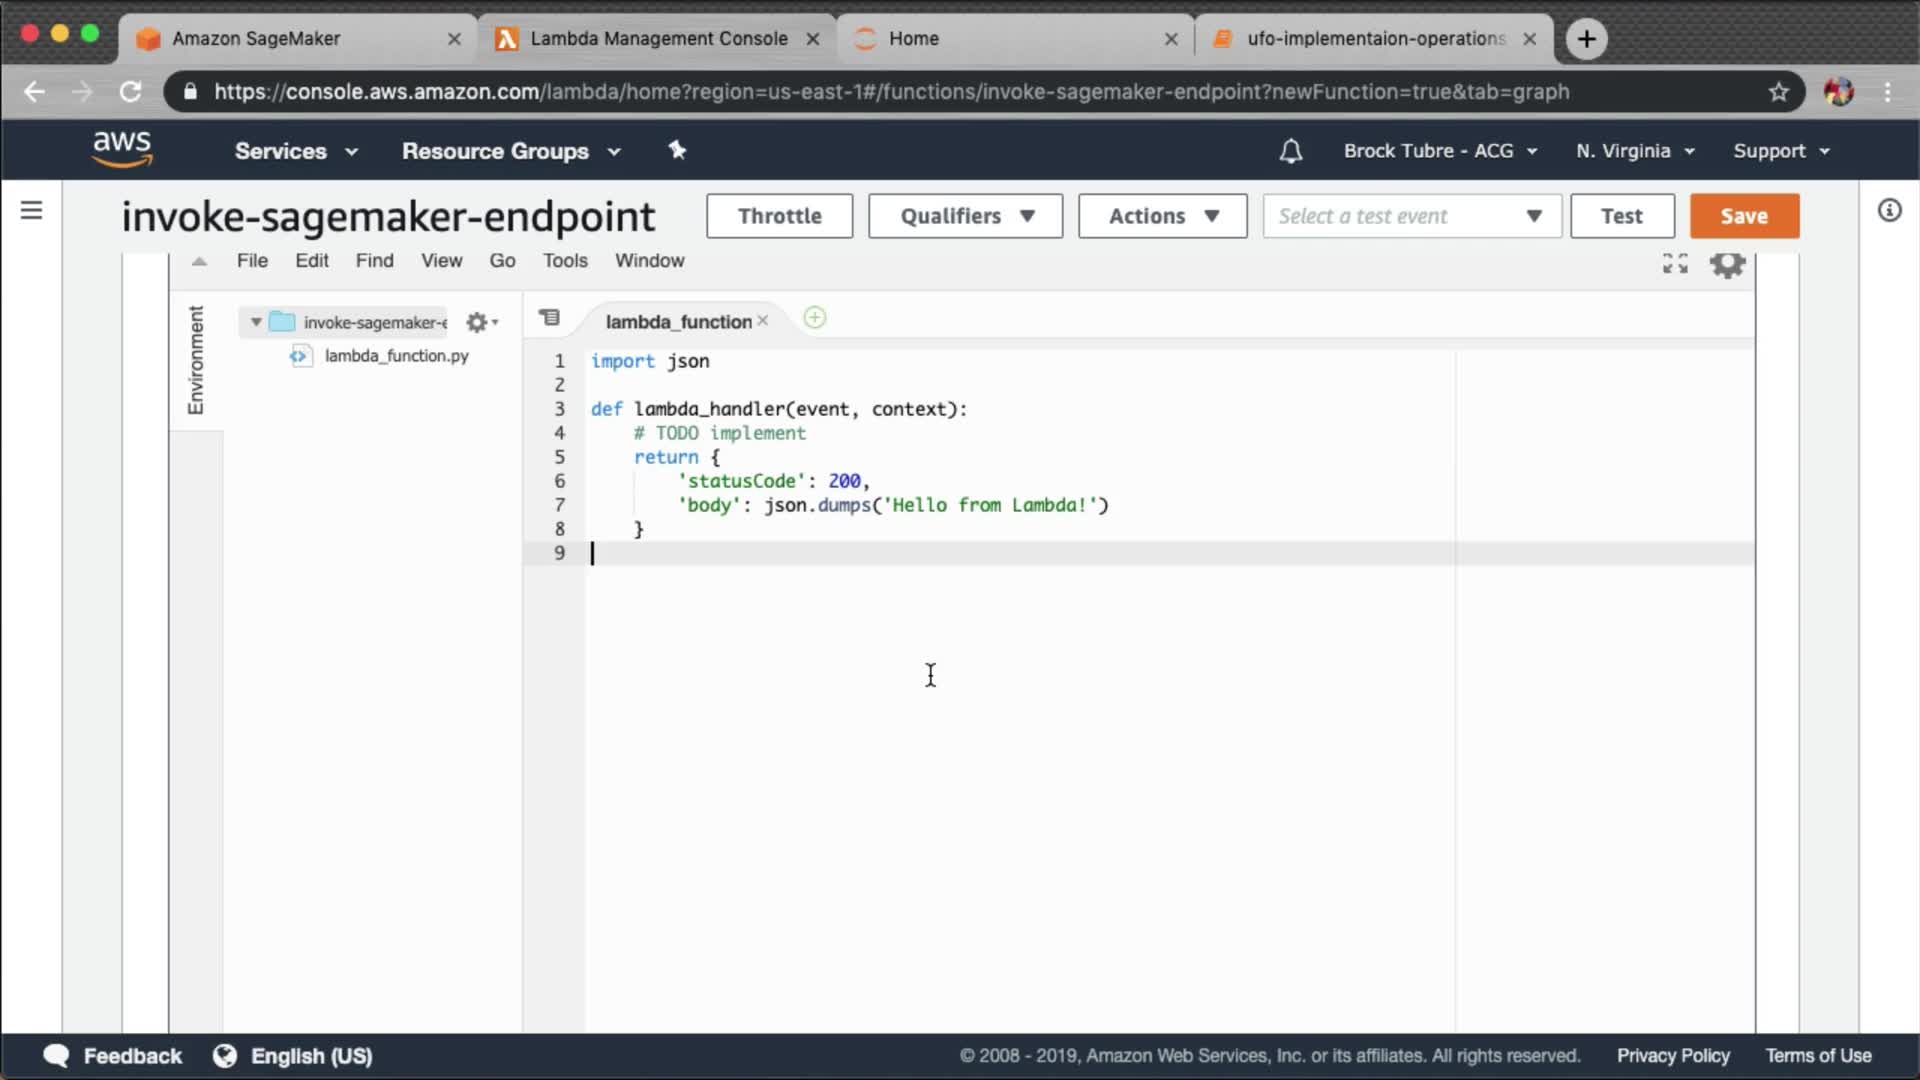 Amazon SageMaker
Lambda Management Console
Home
ufo-implementaion-operations
https://console.aws.amazon.com/lambda/home?region=us-east-1#/functions/invoke-sagemaker-endpoint?newFunction=true&tab=graph
aws
Services
Resource Groups
Brock Tubre - ACG
N. Virginia
Support
invoke-sagemaker-endpoint
Throttle
Qualifiers
Actions
Select a test event
Test
Save
File Edit Find View Go Tools Window
Environment
invoke-sagemaker-e
lambda_function.py
lambda_function
1 import json
2
3 def lambda_handler(event, context):
4     # TODO implement
5     return {
6         'statusCode': 200,
7         'body': json.dumps('Hello from Lambda!')
8     }
9
Feedback
English (US)
© 2008 - 2019, Amazon Web Services, Inc. or its affiliates. All rights reserved.
Privacy Policy
Terms of Use